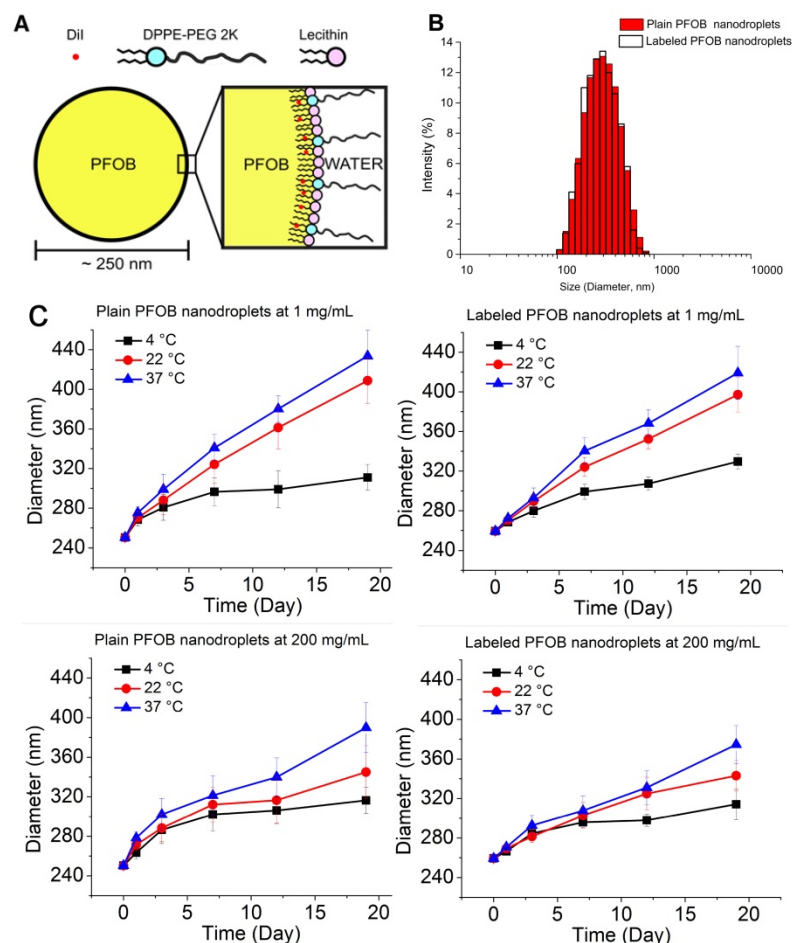 A
DiI
DPPE-PEG 2K
Lecithin
PFOB
PFOB
WATER
~ 250 nm
B
Plain PFOB nanodroplets
Labeled PFOB nanodroplets
14
12
10
8
6
4
2
0
Intensity (%)
10
100
1000
10000
Size (Diameter, nm)
C
Plain PFOB nanodroplets at 1 mg/mL
4 °C
22 °C
37 °C
440
400
360
320
280
240
Diameter (nm)
0 5 10 15 20
Time (Day)
Labeled PFOB nanodroplets at 1 mg/mL
4 °C
22 °C
37 °C
440
400
360
320
280
240
Diameter (nm)
0 5 10 15 20
Time (Day)
Plain PFOB nanodroplets at 200 mg/mL
4 °C
22 °C
37 °C
440
400
360
320
280
240
Diameter (nm)
0 5 10 15 20
Time (Day)
Labeled PFOB nanodroplets at 200 mg/mL
4 °C
22 °C
37 °C
440
400
360
320
280
240
Diameter (nm)
0 5 10 15 20
Time (Day)